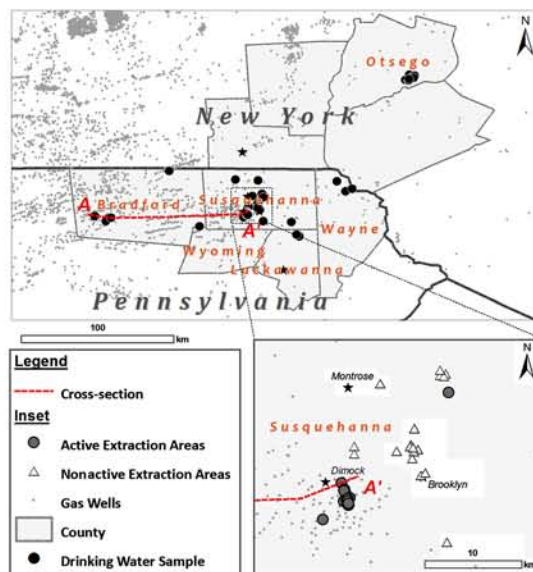 N
Otsego
New York
A Bradford Susquehanna
A'
Wayne
Wyoming
Lackawanna
Pennsylvania
100
km
Legend
Cross-section
Inset
Active Extraction Areas
Nonactive Extraction Areas
Gas Wells
County
Drinking Water Sample
N
Montrose
Susquehanna
Dimock
A'
Brooklyn
10
km